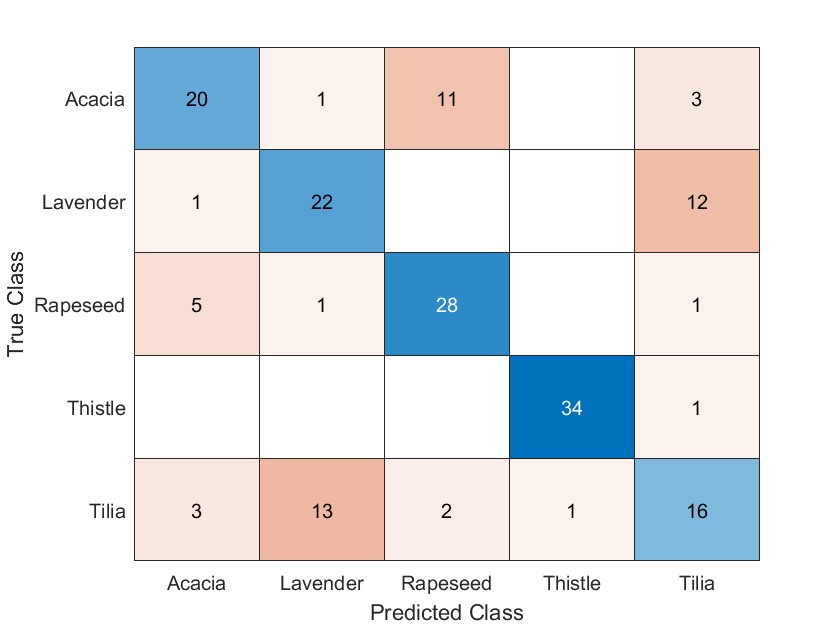 Acacia 20 1 11 3
Lavender 1 22 12
Rapeseed 5 1 28 1
Thistle 34 1
Tilia 3 13 2 1 16
Acacia Lavender Rapeseed Thistle Tilia
Predicted Class
True Class